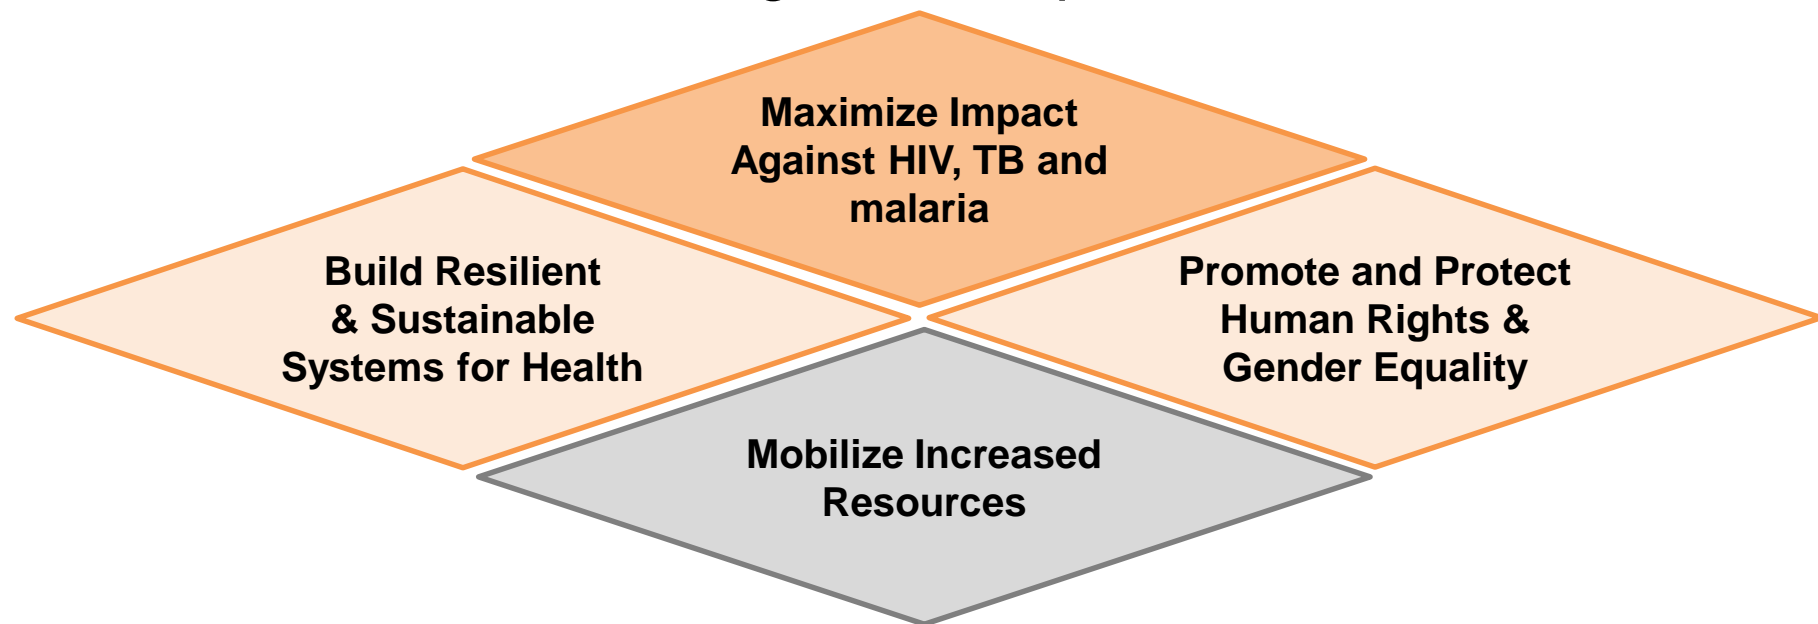 Maximize Impact
Against HIV, TB and
malaria
Build Resilient
& Sustainable
Systems for Health
Promote and Protect
Human Rights &
Gender Equality
Mobilize Increased
Resources